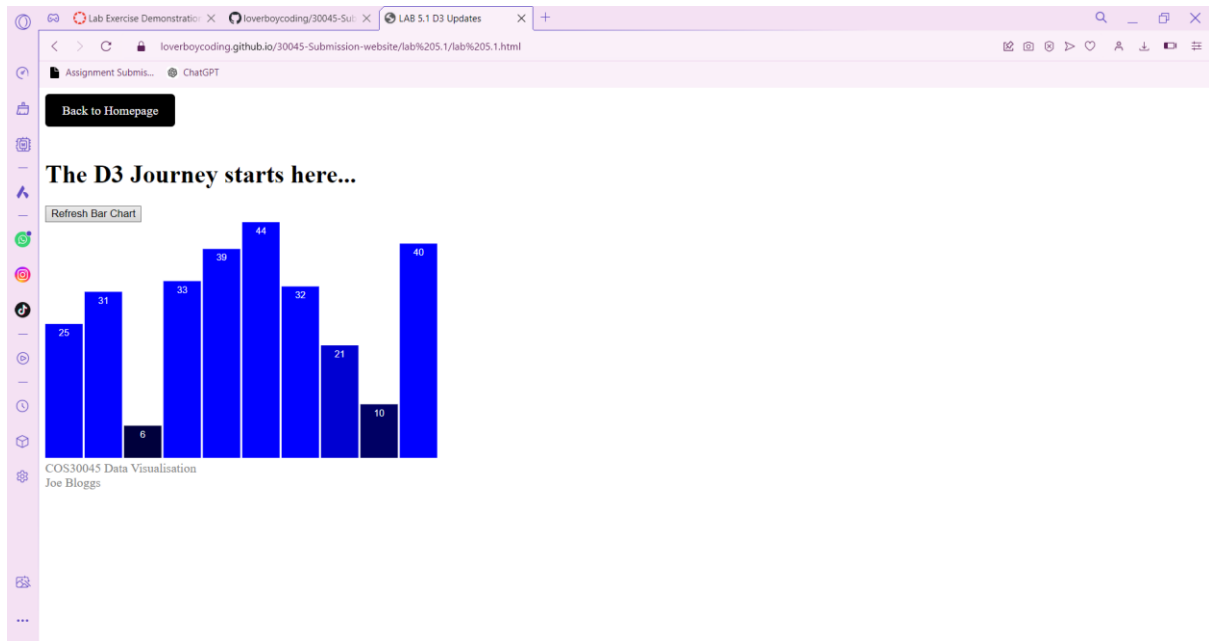 Lab Exercise Demonstration
loverboycoding/30045-Sub
LAB 5.1 D3 Updates
loverboycoding.github.io/30045-Submission-website/lab%205.1/lab%205.1.html
Assignment Submis...
ChatGPT
Back to Homepage
The D3 Journey starts here...
Refresh Bar Chart
25
31
6
33
39
44
32
21
10
40
COS30045 Data Visualisation
Joe Bloggs